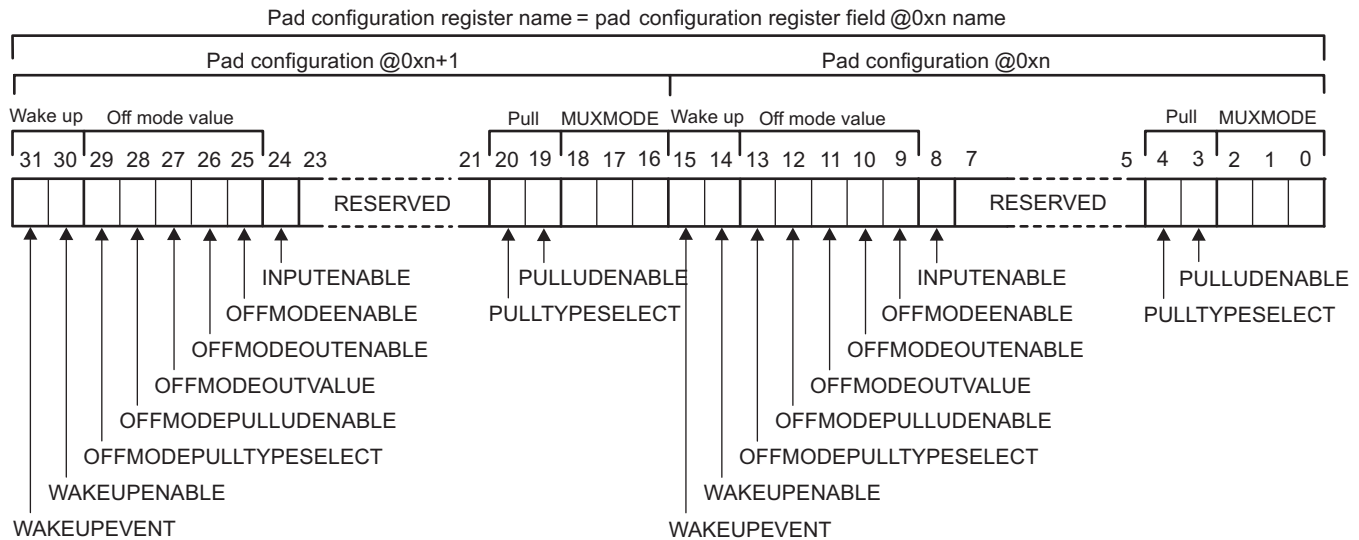 Pad configuration register name = pad configuration register field @0xn name
Pad configuration @0xn+1 Pad configuration @0xn
Wake up Off mode value Pull MUXMODE Wake up Off mode value Pull MUXMODE
31 30 29 28 27 26 25 24 23 21 20 19 18 17 16 15 14 13 12 11 10 9 8 7 5 4 3 2 1 0
RESERVED RESERVED
INPUTENABLE PULLUDENABLE INPUTENABLE PULLUDENABLE
OFFMODEENABLE PULLTYPESELECT OFFMODEENABLE PULLTYPESELECT
OFFMODEOUTENABLE OFFMODEOUTENABLE
OFFMODEOUTVALUE OFFMODEOUTVALUE
OFFMODEPULLUDENABLE OFFMODEPULLUDENABLE
OFFMODEPULLTYPESELECT OFFMODEPULLTYPESELECT
WAKEUPENABLE WAKEUPENABLE
WAKEUPEVENT WAKEUPEVENT